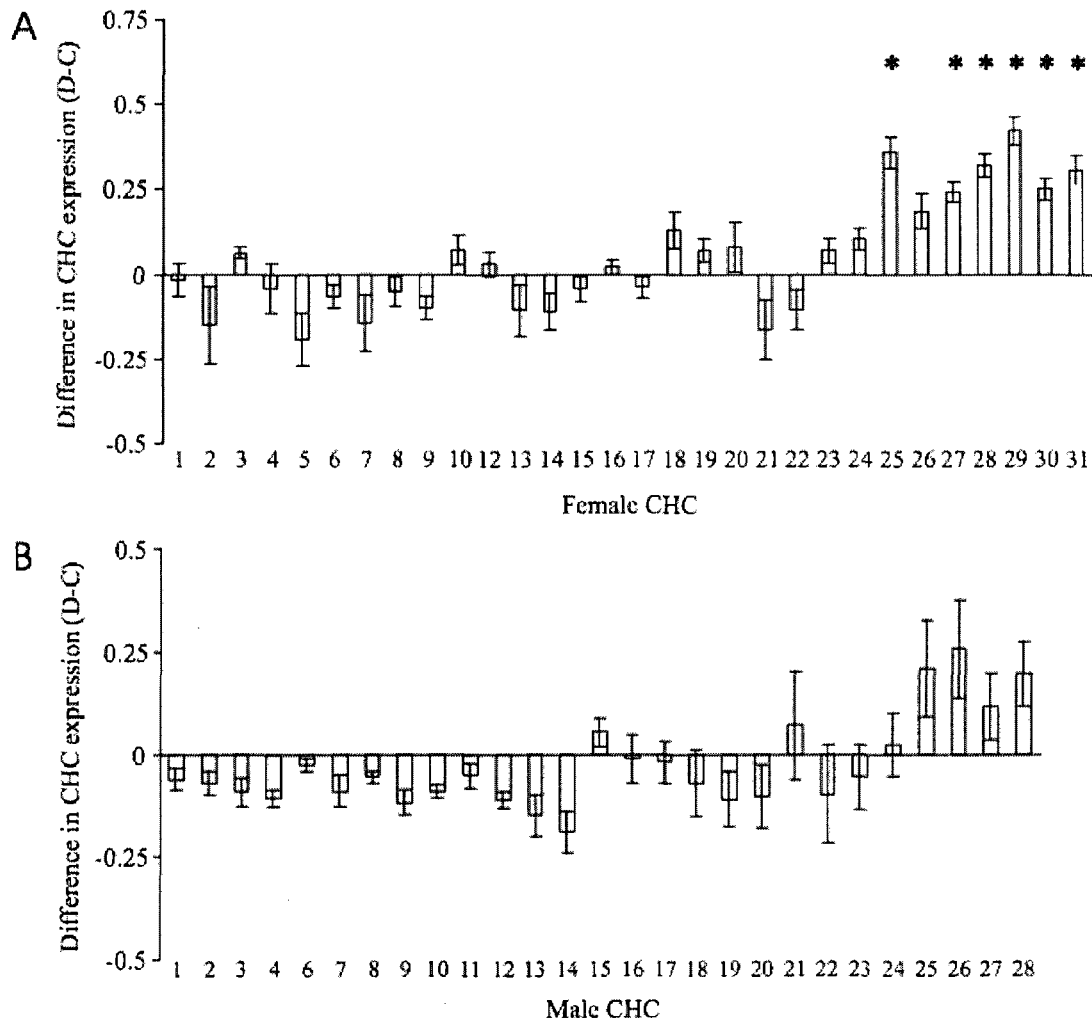 A
Difference in CHC expression (D-C)
0.75
0.5
0.25
0
-0.25
-0.5
* * * * * *
1 2 3 4 5 6 7 8 9 10 12 13 14 15 16 17 18 19 20 21 22 23 24 25 26 27 28 29 30 31
Female CHC
B
Difference in CHC expression (D-C)
0.5
0.25
0
-0.25
-0.5
1 2 3 4 6 7 8 9 10 11 12 13 14 15 16 17 18 19 20 21 22 23 24 25 26 27 28
Male CHC